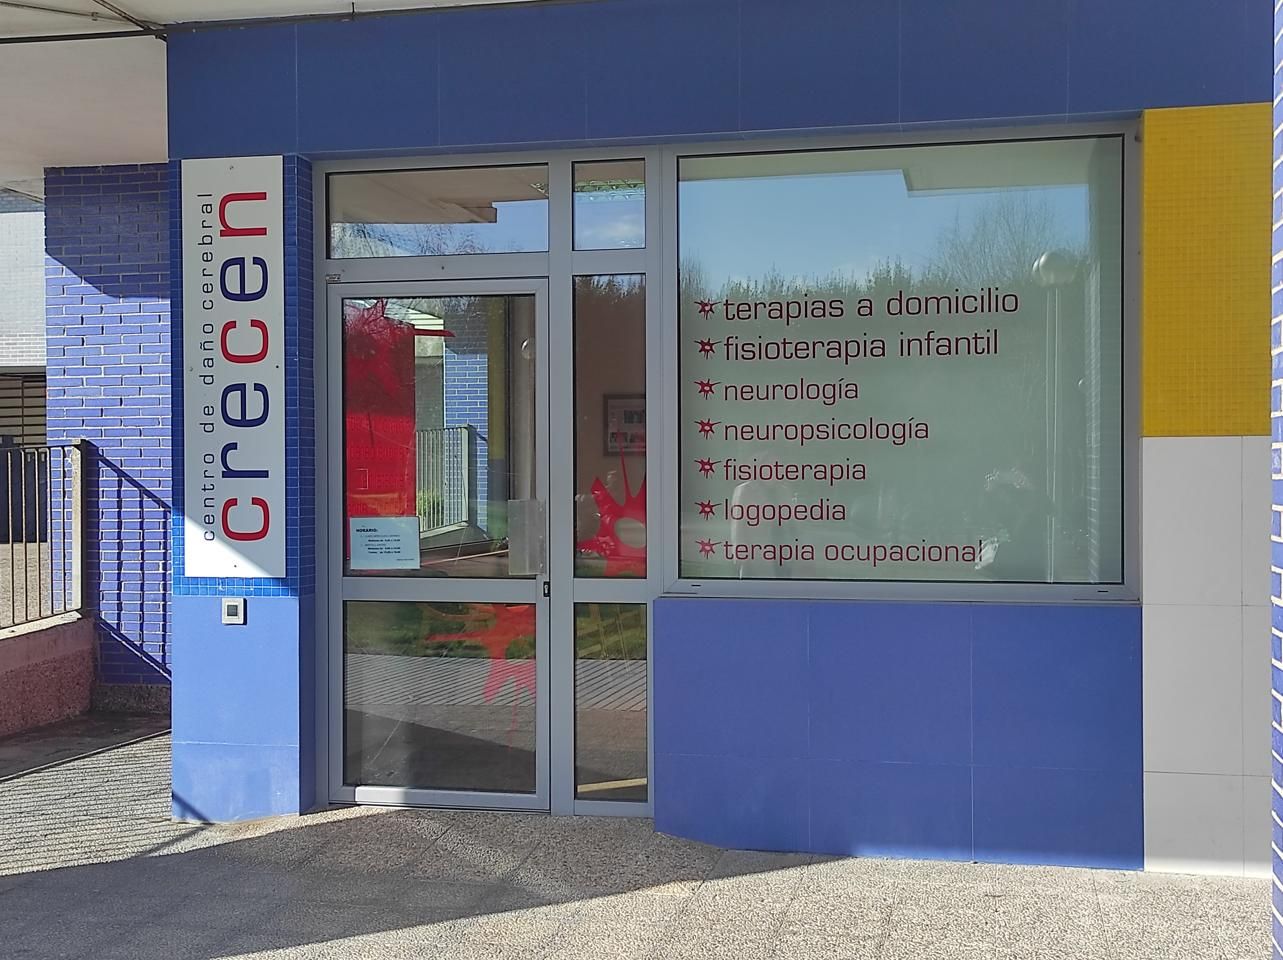 centro de daño cerebral
crecen
terapias a domicilio
fisioterapia infantil
neurología
neuropsicología
fisioterapia
logopedia
terapia ocupacional
HORARIO: